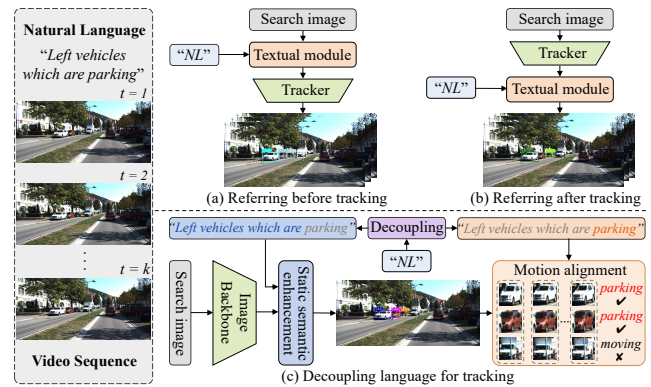 Natural Language
“Left vehicles
which are parking”
t = 1
t = 2
t = k
Video Sequence
Search image
“NL”
Textual module
Tracker
(a) Referring before tracking
Search image
Tracker
“NL”
Textual module
(b) Referring after tracking
“Left vehicles which are parking”
Decoupling
“Left vehicles which are parking”
“NL”
Search image
Image
Backbone
Static semantic
enhancement
Motion alignment
parking
✔
parking
✔
moving
✘
(c) Decoupling language for tracking